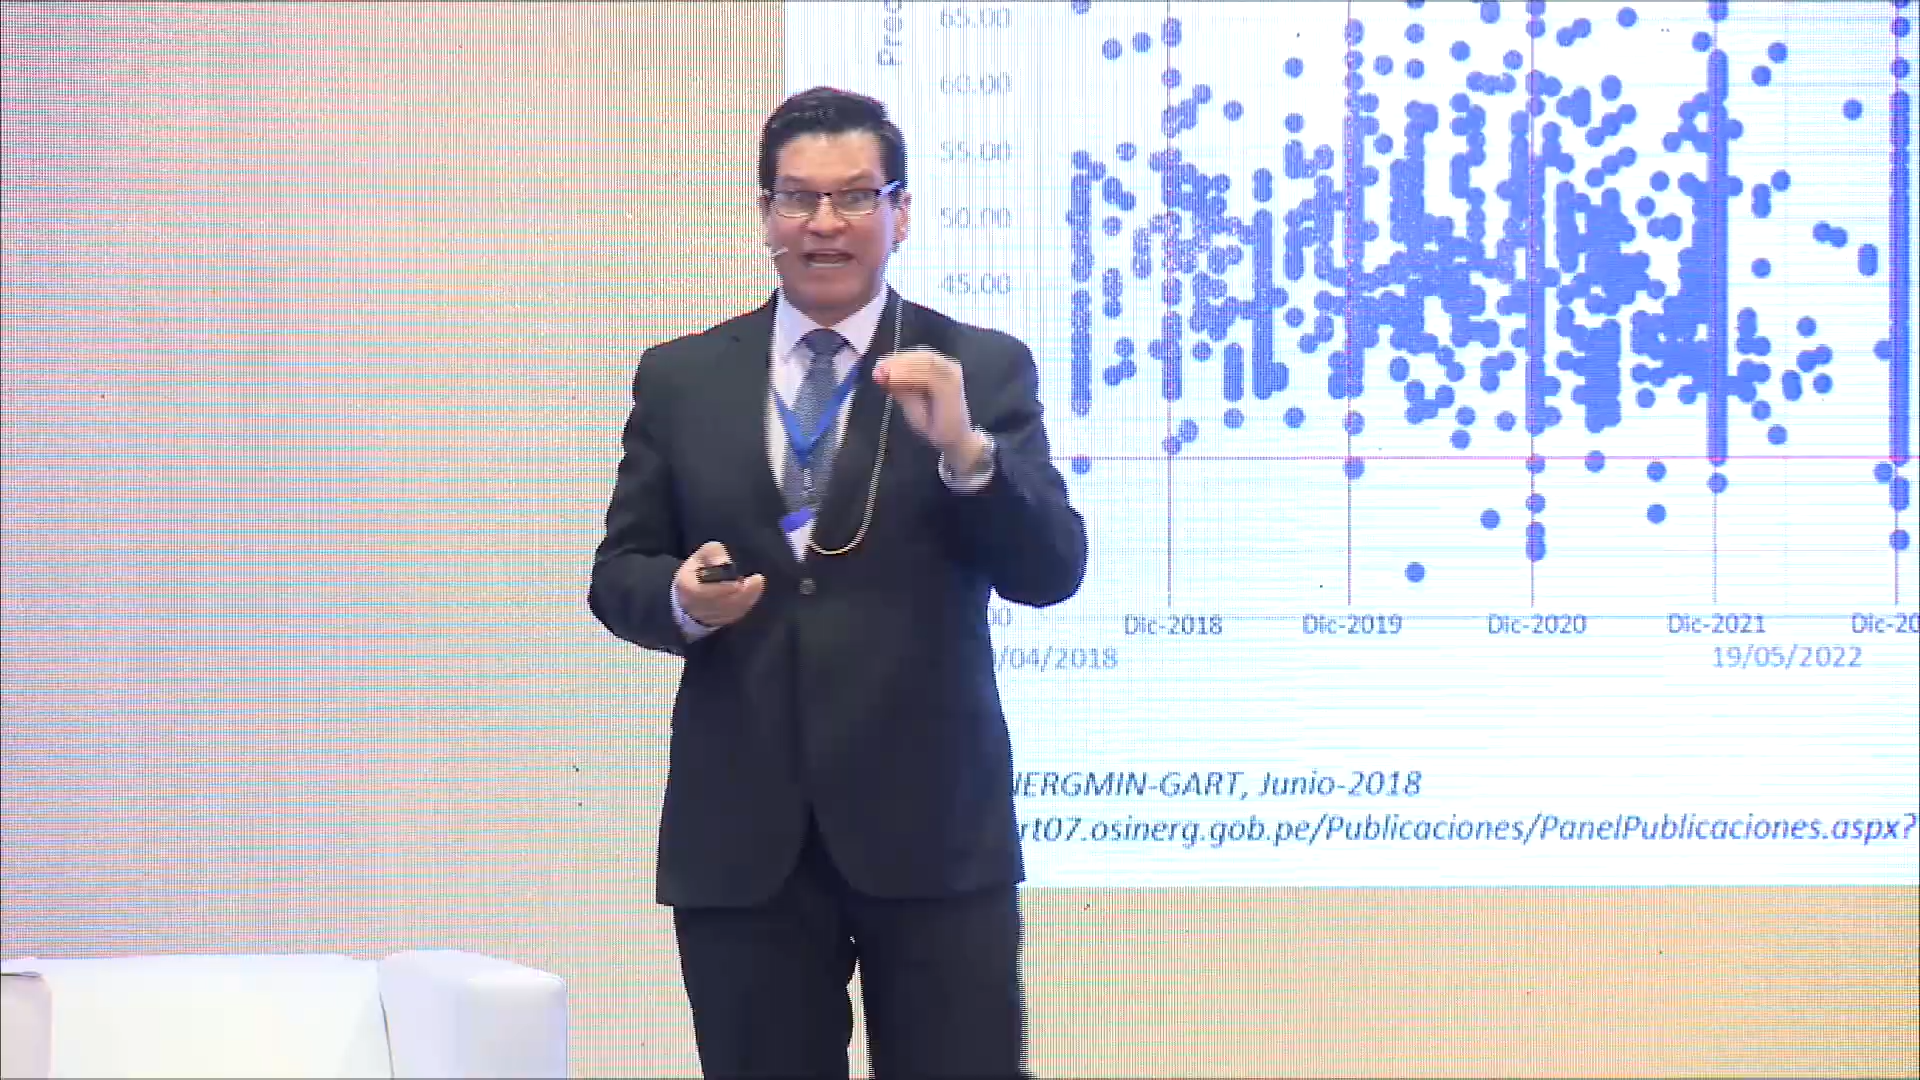 65.00
60.00
55.00
50.00
45.00
Dic-2018
Dic-2019
Dic-2020
Dic-2021
/04/2018
19/05/2022
NERGMIN-GART, Junio-2018
rt07.osinerg.gob.pe/Publicaciones/PanelPublicaciones.aspx?